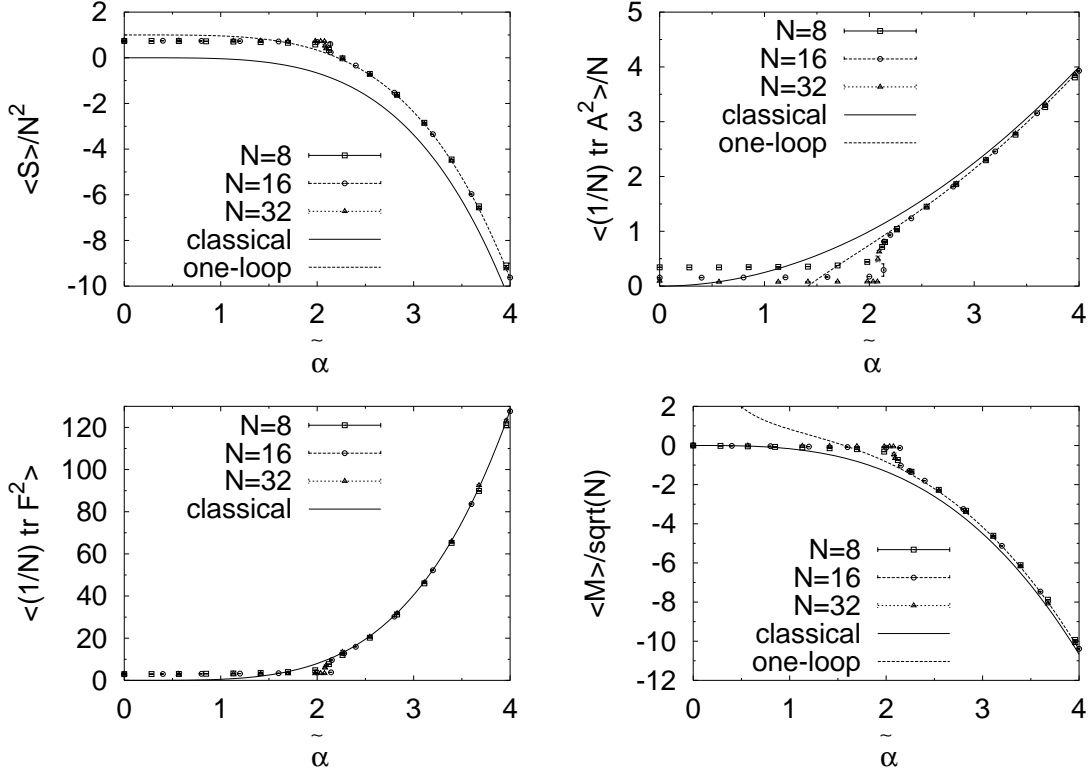 2
0
-2
-4
-6
-8
-10
0
1
2
3
4
<S>/N^2
α̃
N=8
N=16
N=32
classical
one-loop
5
4
3
2
1
0
0
1
2
3
4
<(1/N) tr A^2>/N
α̃
N=8
N=16
N=32
classical
one-loop
120
100
80
60
40
20
0
0
1
2
3
4
<(1/N) tr F^2>
α̃
N=8
N=16
N=32
classical
2
0
-2
-4
-6
-8
-10
-12
0
1
2
3
4
<M>/sqrt(N)
α̃
N=8
N=16
N=32
classical
one-loop